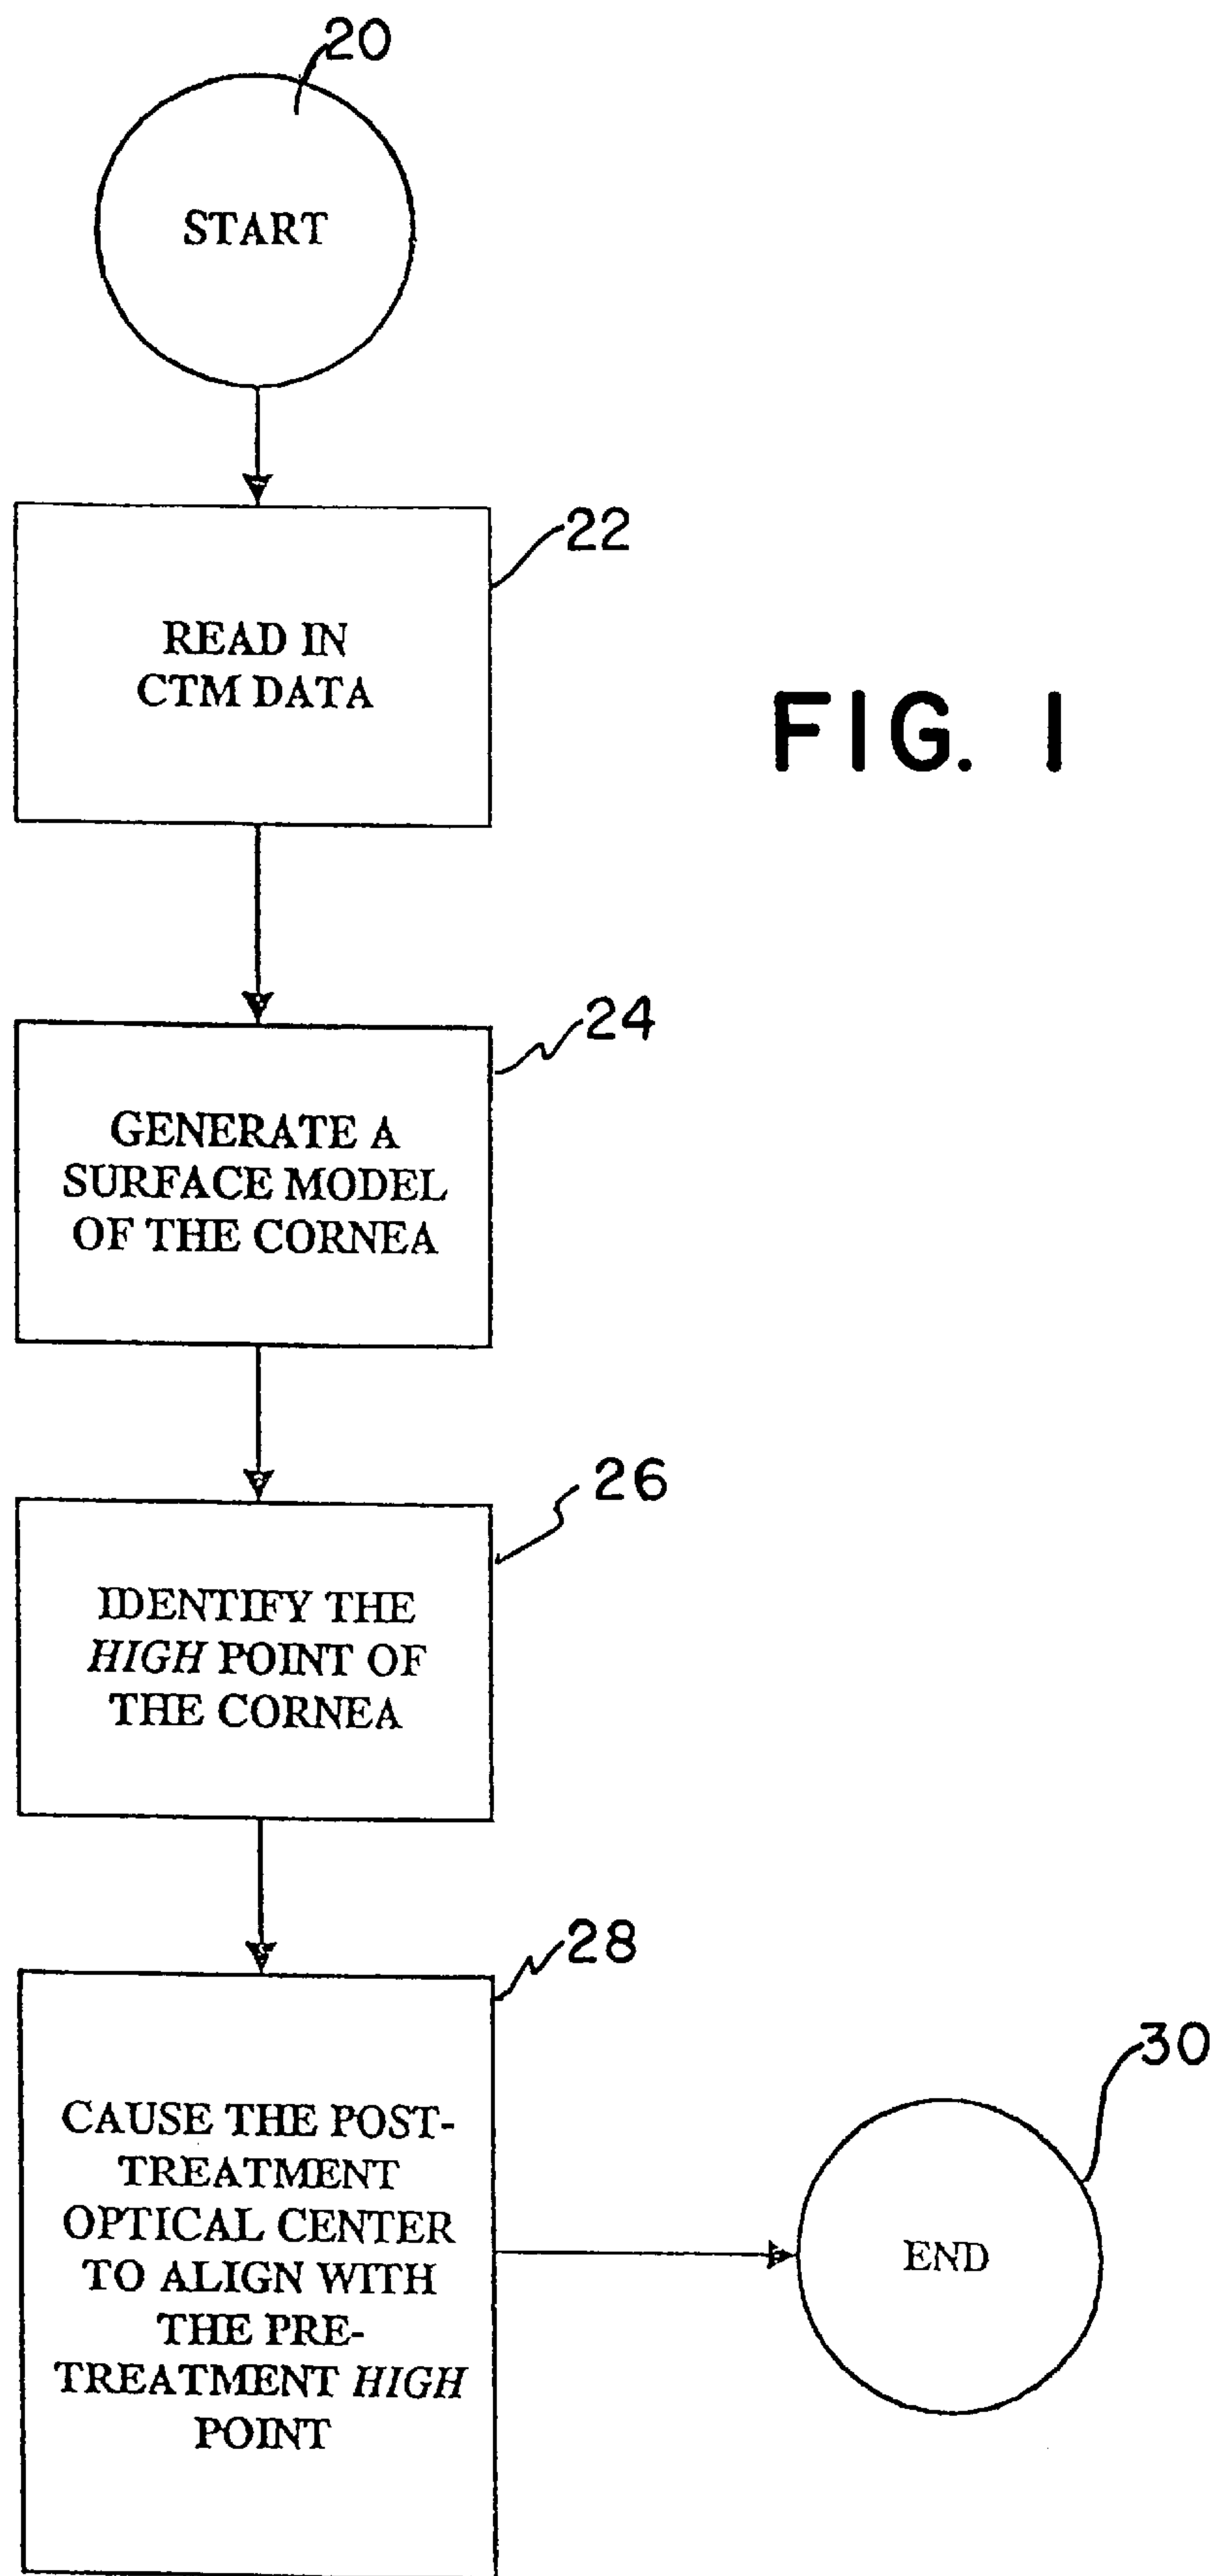 20
START
22
READ IN
CTM DATA
FIG. 1
24
GENERATE A
SURFACE MODEL
OF THE CORNEA
26
IDENTIFY THE
HIGH POINT OF
THE CORNEA
28
CAUSE THE POST-
TREATMENT
OPTICAL CENTER
TO ALIGN WITH
THE PRE-
TREATMENT HIGH
POINT
30
END